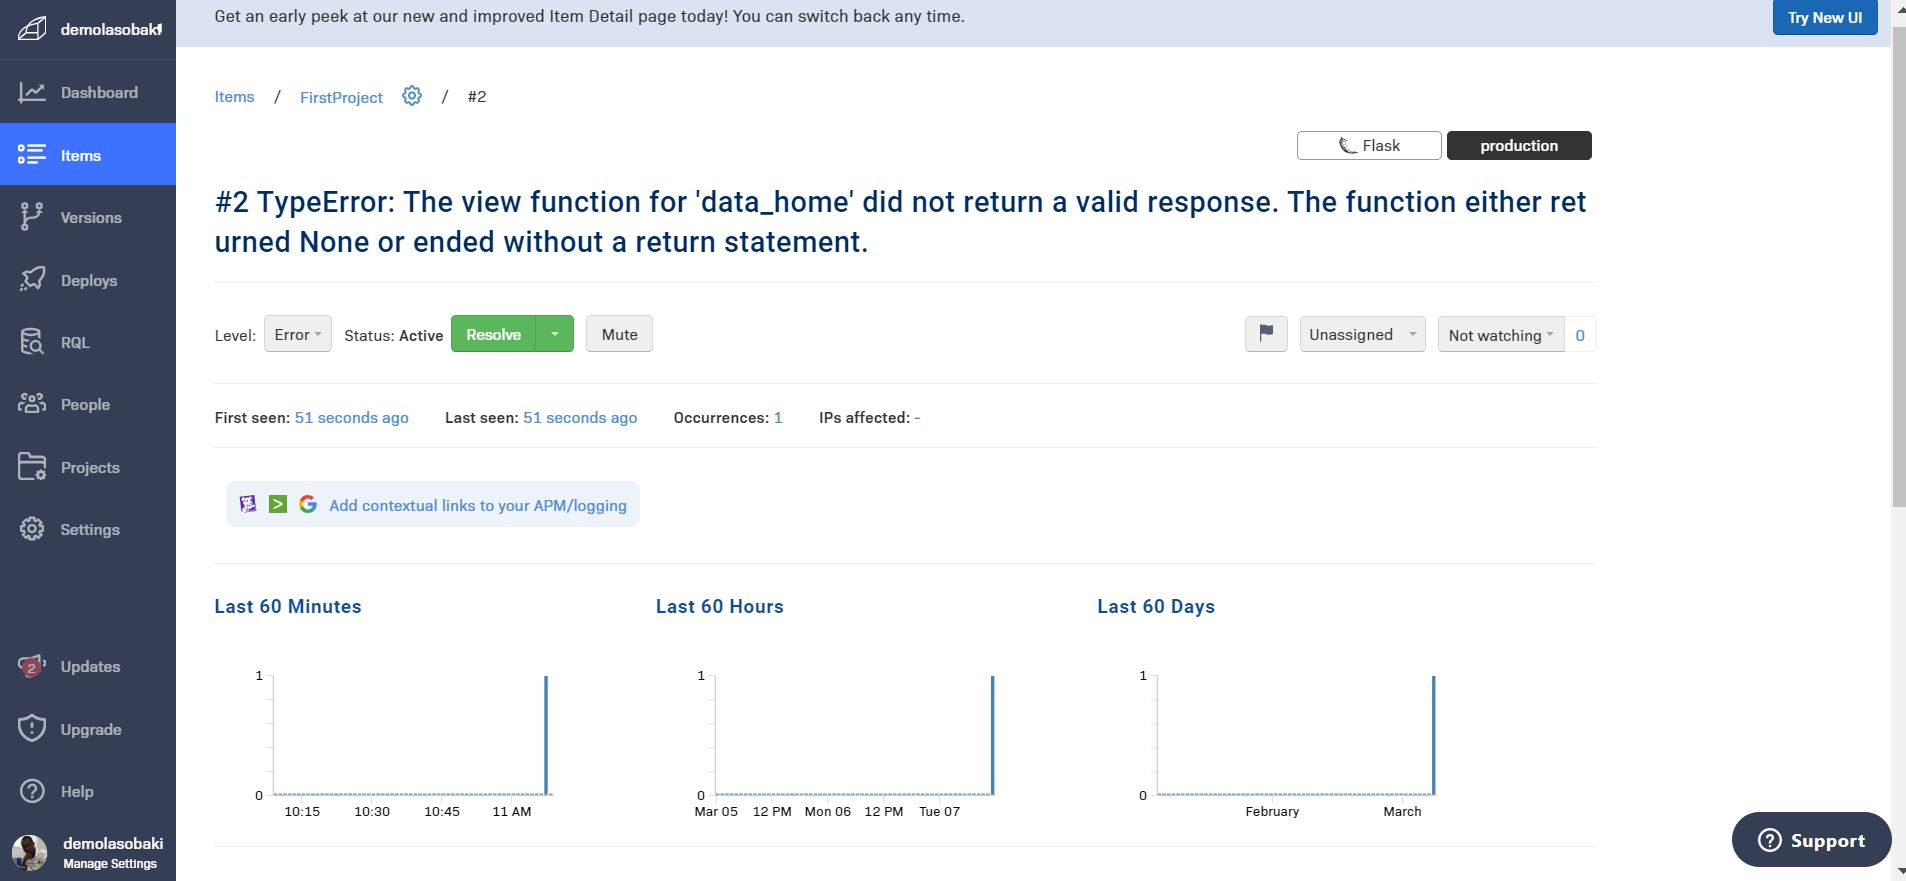 demolasobaki
Get an early peek at our new and improved Item Detail page today! You can switch back any time.
Try New UI
Dashboard
Items
Versions
Deploys
RQL
People
Projects
Settings
2
Updates
Upgrade
Help
demolasobaki
Manage Settings
Items / FirstProject / #2
Flask
production
#2 TypeError: The view function for 'data_home' did not return a valid response. The function either ret
urned None or ended without a return statement.
Level: Error Status: Active Resolve Mute
Unassigned Not watching 0
First seen: 51 seconds ago Last seen: 51 seconds ago Occurrences: 1 IPs affected: -
Add contextual links to your APM/logging
Last 60 Minutes
1
0
10:15 10:30 10:45 11 AM
Last 60 Hours
1
0
Mar 05 12 PM Mon 06 12 PM Tue 07
Last 60 Days
1
0
February March
Support